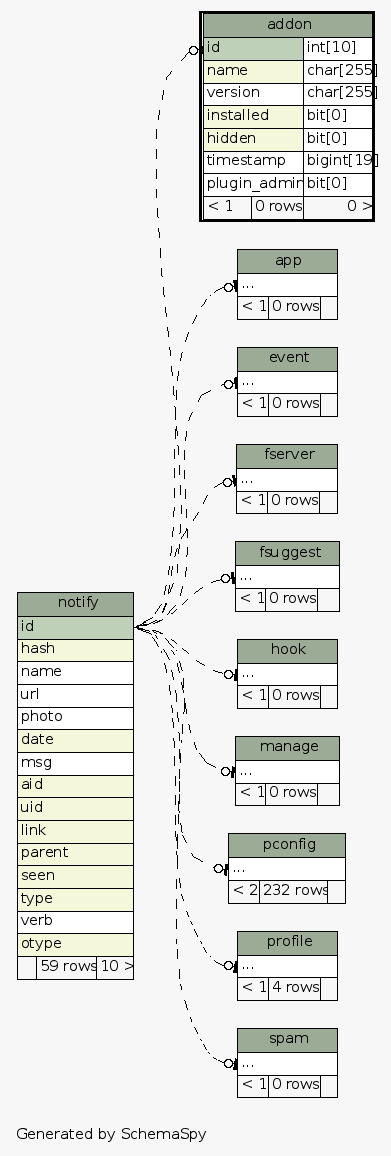 addon
id int[10]
name char[255]
version char[255]
installed bit[0]
hidden bit[0]
timestamp bigint[19]
plugin_admin bit[0]
< 1 0 rows 0 >
app
...
< 1 0 rows
event
...
< 1 0 rows
fserver
...
< 1 0 rows
fsuggest
...
< 1 0 rows
notify
id
hash
name
url
photo
date
msg
aid
uid
link
parent
seen
type
verb
otype
59 rows 10 >
hook
...
< 1 0 rows
manage
...
< 1 0 rows
pconfig
...
< 2 232 rows
profile
...
< 1 4 rows
spam
...
< 1 0 rows
Generated by SchemaSpy